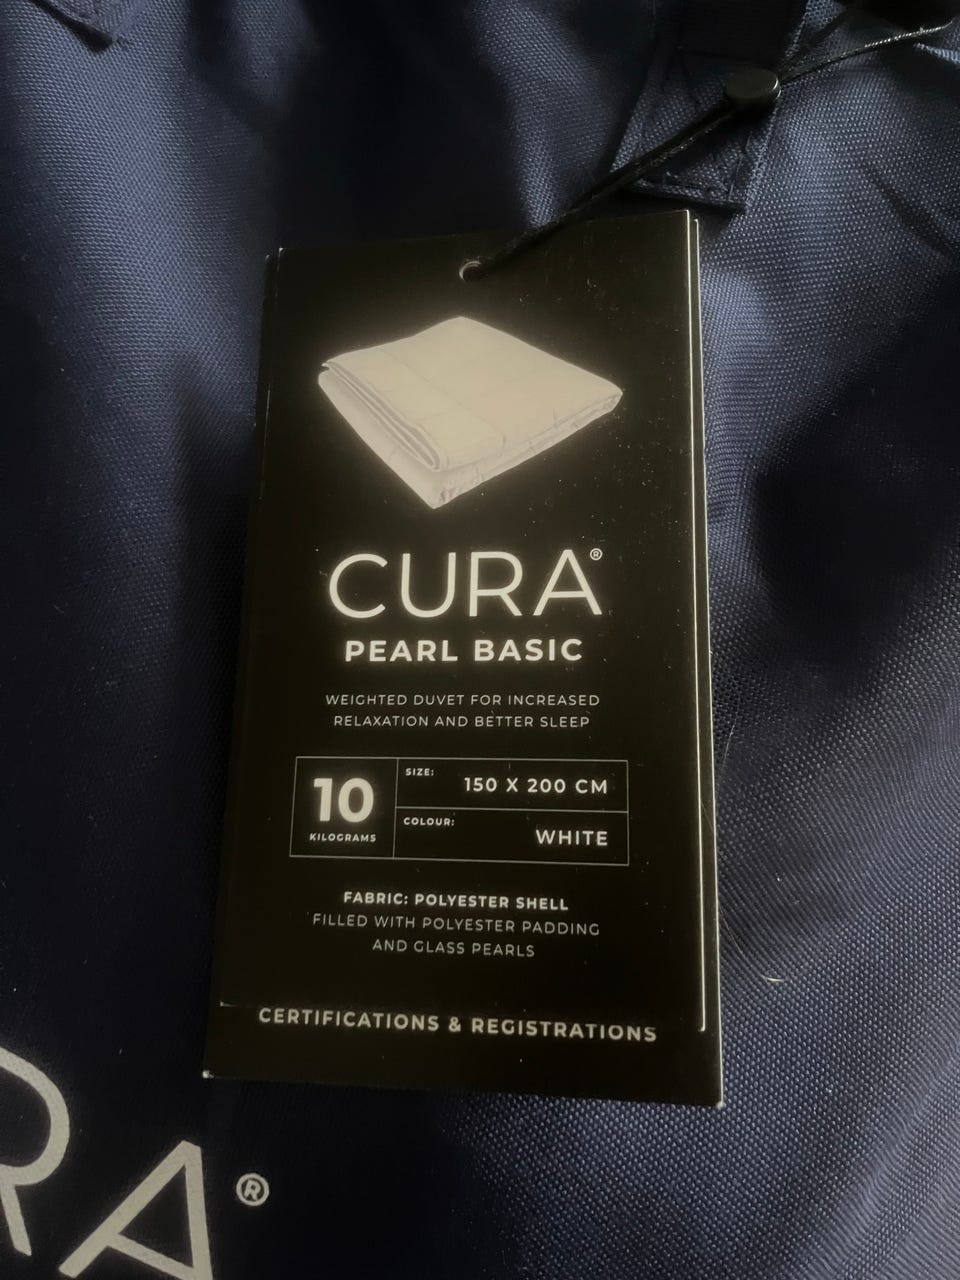 CURA®
PEARL BASIC
WEIGHTED DUVET FOR INCREASED
RELAXATION AND BETTER SLEEP
10
KILOGRAMS
SIZE:
150 X 200 CM
COLOUR:
WHITE
FABRIC: POLYESTER SHELL
FILLED WITH POLYESTER PADDING
AND GLASS PEARLS
CERTIFICATIONS & REGISTRATIONS
RA®